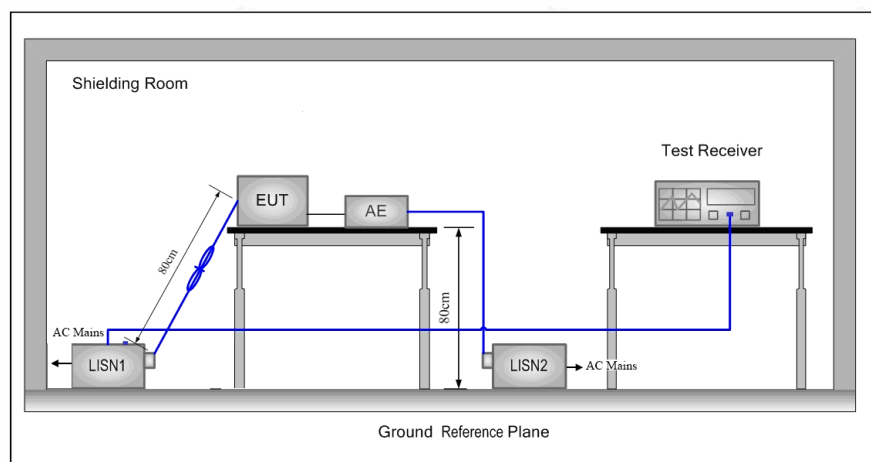 Shielding Room
Test Receiver
EUT
AE
80cm
80cm
AC Mains
LISN1
LISN2
AC Mains
Ground Reference Plane